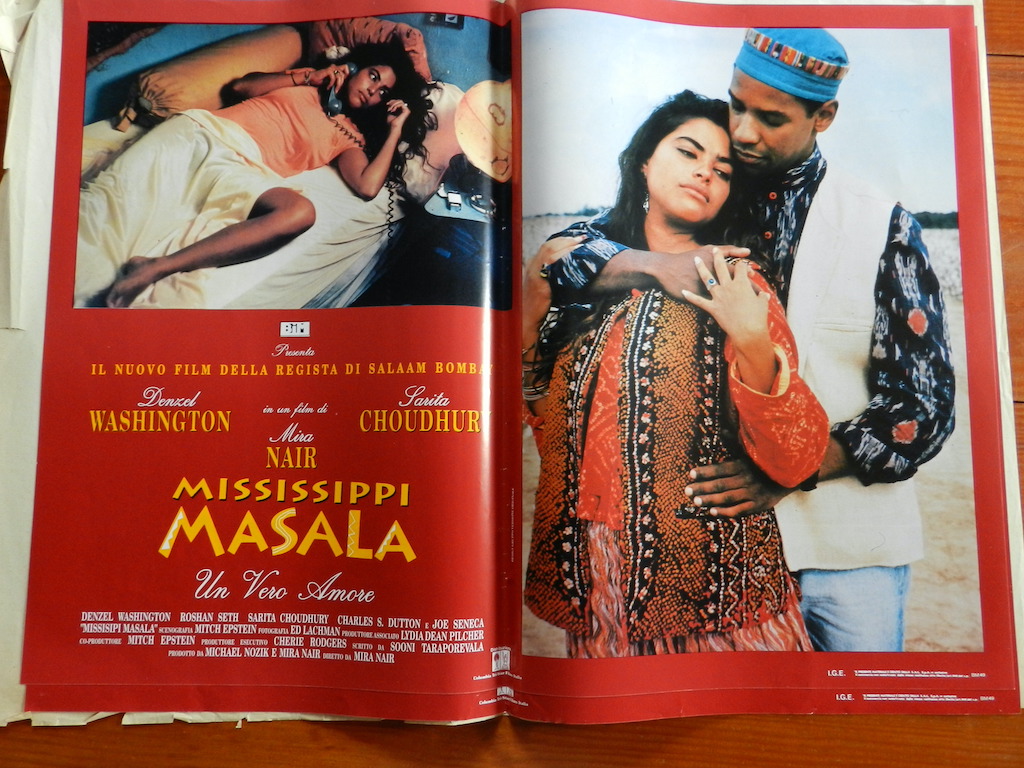 BiM
Presenta
IL NUOVO FILM DELLA REGISTA DI SALAAM BOMBAY
Denzel
WASHINGTON
in un film di
Mira
NAIR
Sarita
CHOUDHUR
MISSISSIPPI
MASALA
Un Vero Amore
DENZEL WASHINGTON ROSHAN SETH SARITA CHOUDHURY CHARLES S. DUTTON E JOE SENECA
"MISSISIPI MASALA" SCENOGRAFIA MITCH EPSTEIN FOTOGRAFIA ED LACHMAN PRODUTTORE ASSOCIATO LYDIA DEAN PILCHER
CO-PRODUTTORE MITCH EPSTEIN PRODUTTORE ESECUTIVO CHERIE RODGERS SCRITTO DA SOONI TARAPOREVALA
PRODOTTO DA MICHAEL NOZIK E MIRA NAIR DIRETTO DA MIRA NAIR
I.G.E.
I.G.E.